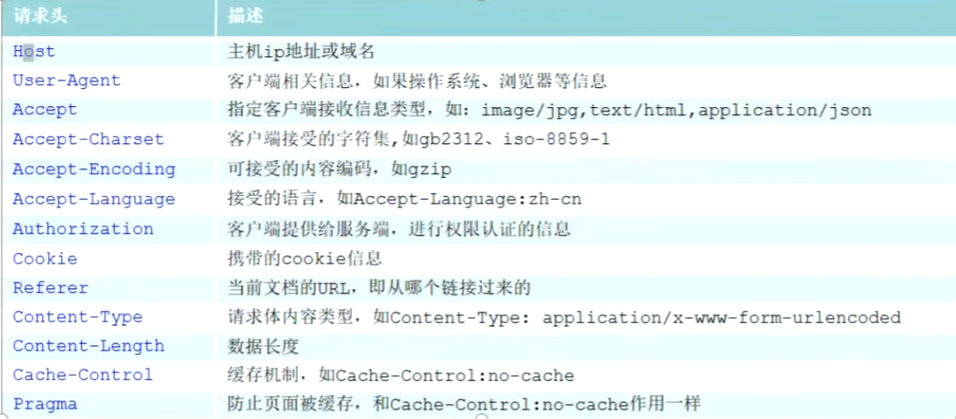 请求头 描述
Host 主机ip地址或域名
User-Agent 客户端相关信息，如果操作系统、浏览器等信息
Accept 指定客户端接收信息类型，如：image/jpg,text/html,application/json
Accept-Charset 客户端接受的字符集,如gb2312、iso-8859-1
Accept-Encoding 可接受的内容编码，如gzip
Accept-Language 接受的语言，如Accept-Language:zh-cn
Authorization 客户端提供给服务端，进行权限认证的信息
Cookie 携带的cookie信息
Referer 当前文档的URL，即从哪个链接过来的
Content-Type 请求体内容类型，如Content-Type: application/x-www-form-urlencoded
Content-Length 数据长度
Cache-Control 缓存机制，如Cache-Control:no-cache
Pragma 防止页面被缓存，和Cache-Control:no-cache作用一样